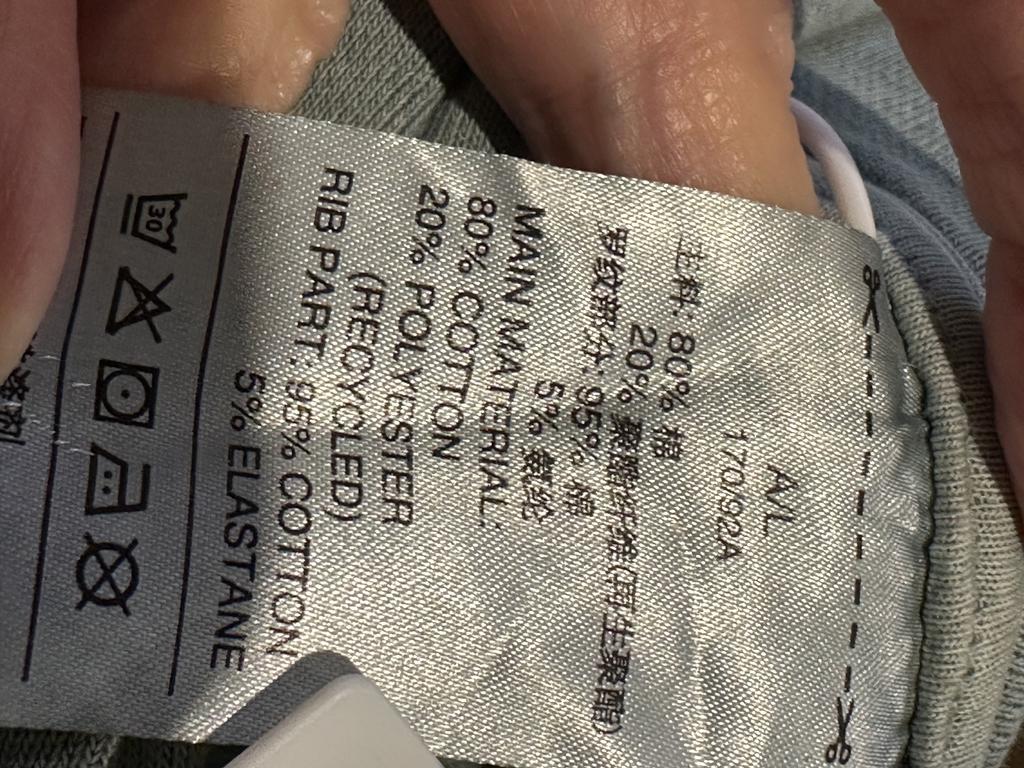 A/L
170/92A
主料: 80% 棉
20% 聚酯纤维(再生聚酯)
罗纹部分: 95% 棉
5% 氨纶
MAIN MATERIAL:
80% COTTON
20% POLYESTER
(RECYCLED)
RIB PART: 95% COTTON
5% ELASTANE
30